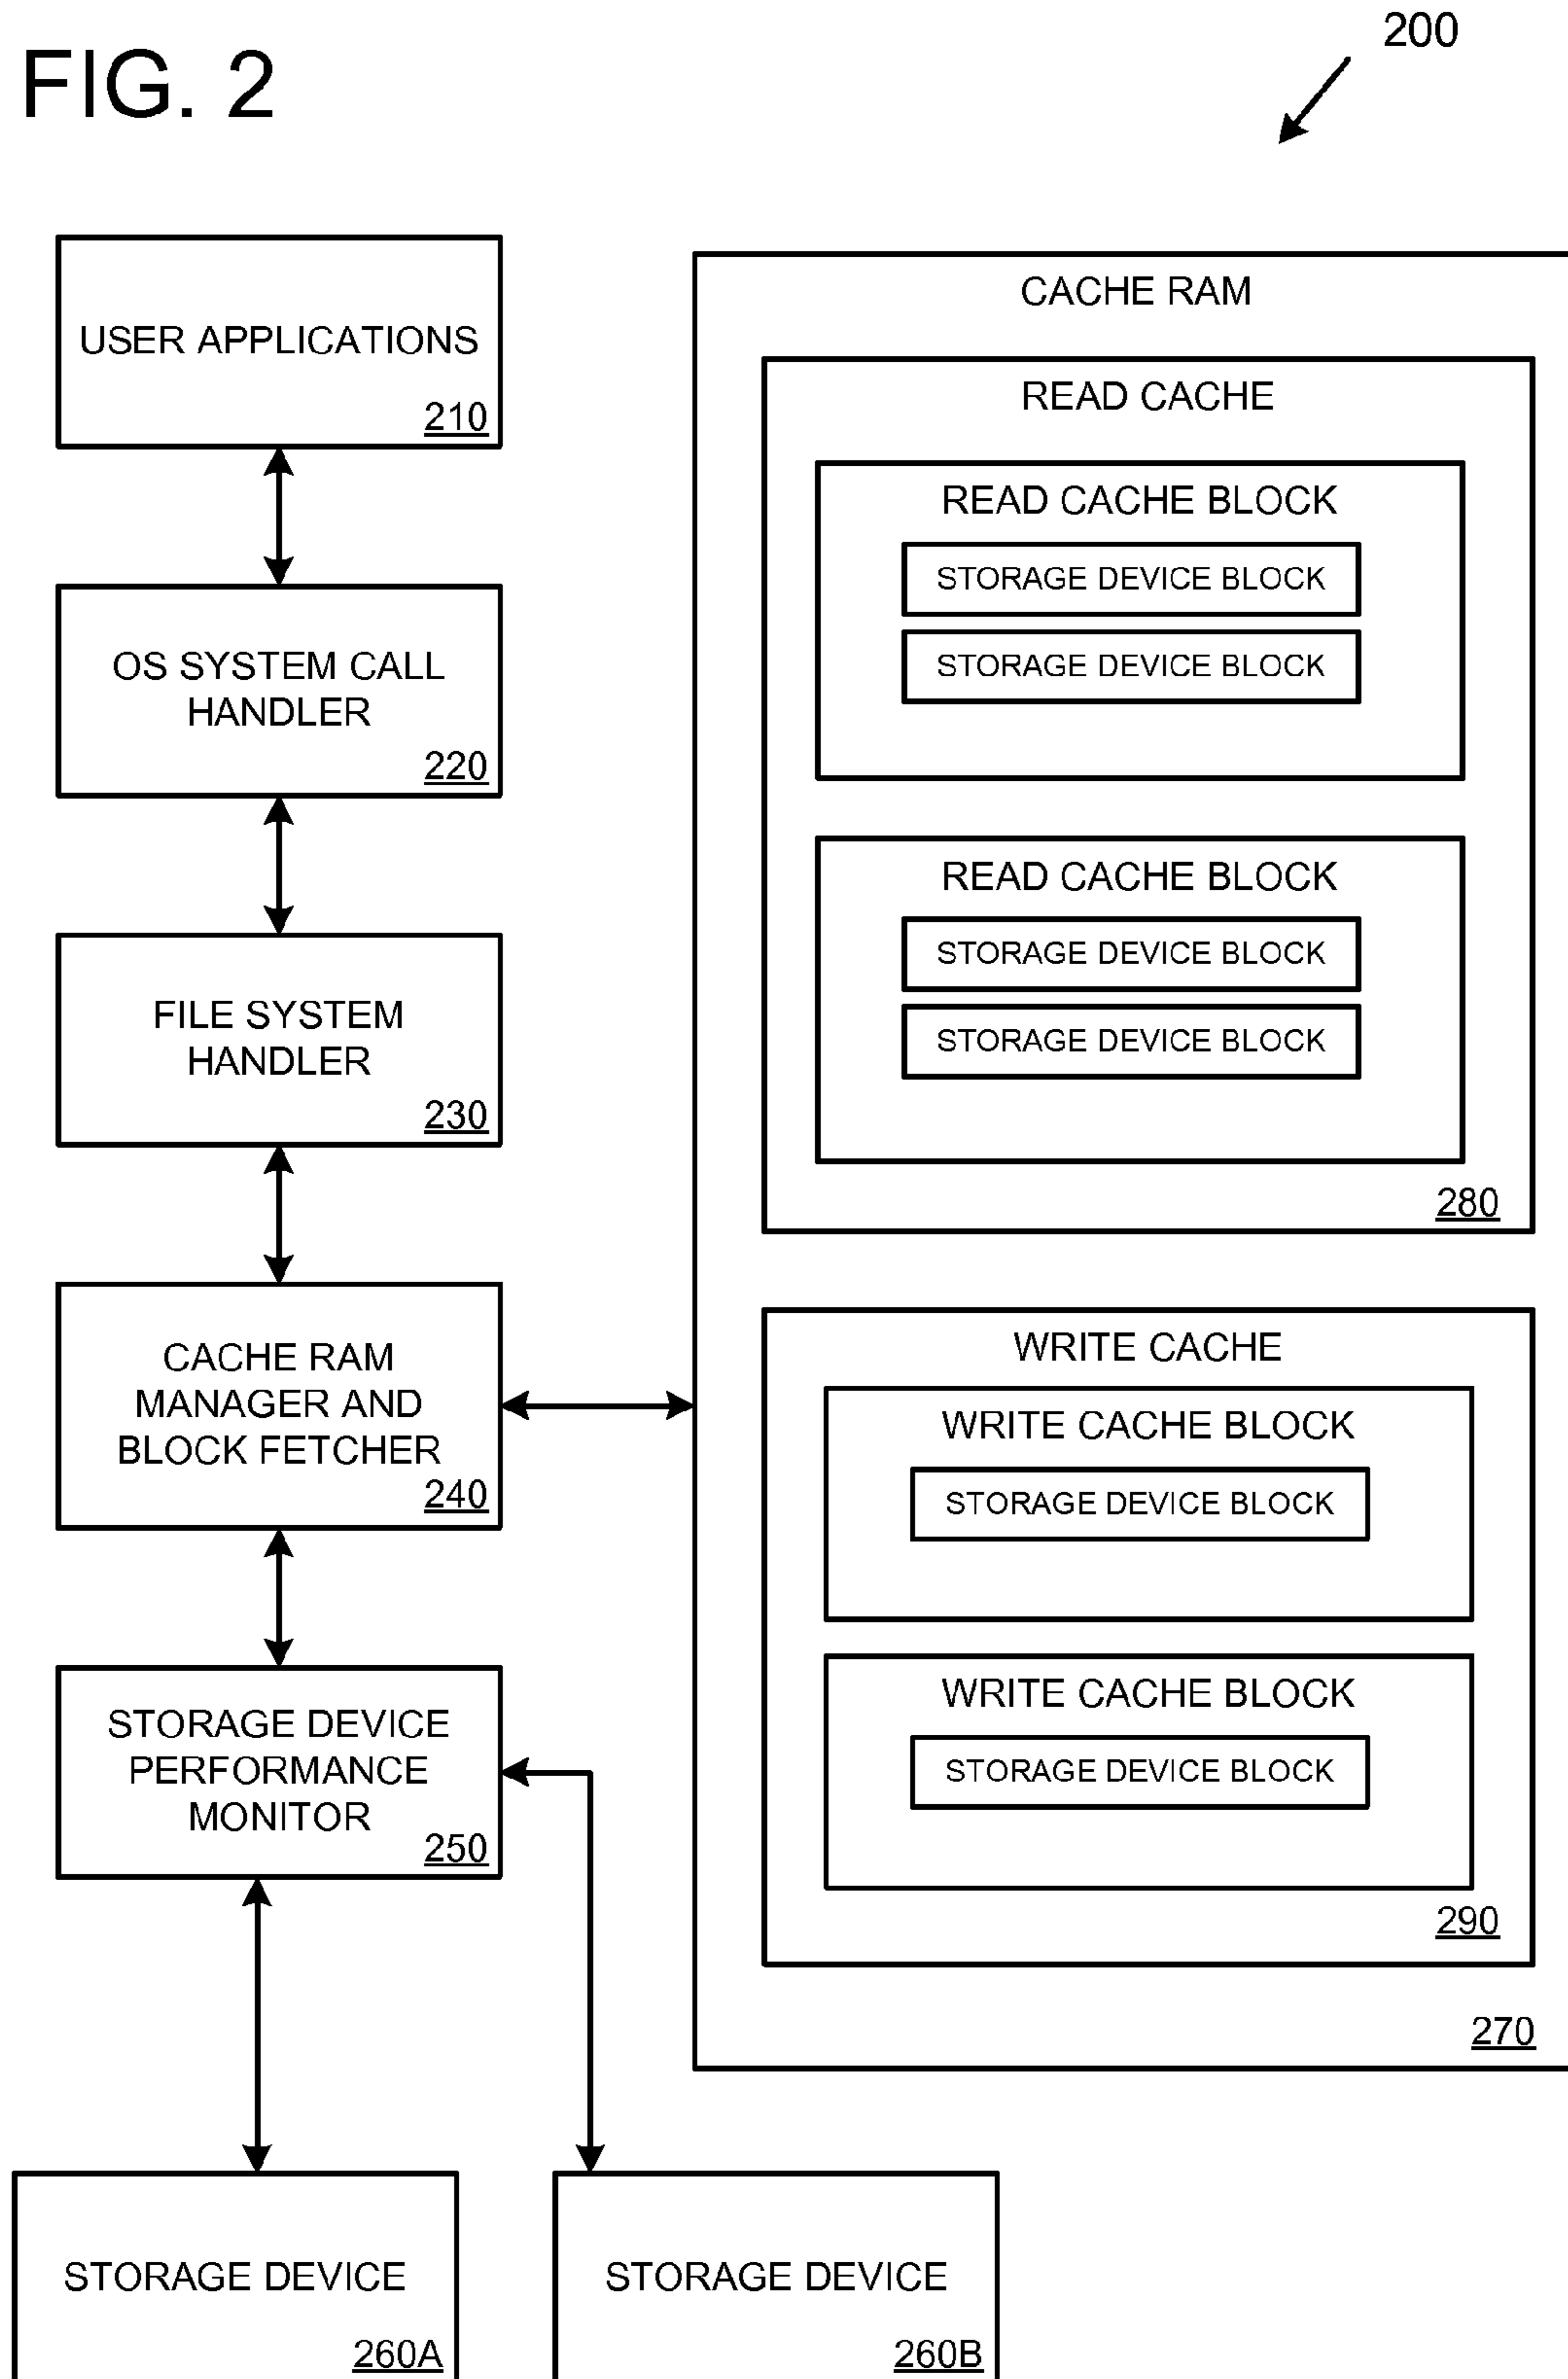 FIG. 2
200
USER APPLICATIONS
210
OS SYSTEM CALL
HANDLER
220
FILE SYSTEM
HANDLER
230
CACHE RAM
MANAGER AND
BLOCK FETCHER
240
STORAGE DEVICE
PERFORMANCE
MONITOR
250
STORAGE DEVICE
260A
STORAGE DEVICE
260B
CACHE RAM
READ CACHE
READ CACHE BLOCK
STORAGE DEVICE BLOCK
STORAGE DEVICE BLOCK
READ CACHE BLOCK
STORAGE DEVICE BLOCK
STORAGE DEVICE BLOCK
280
WRITE CACHE
WRITE CACHE BLOCK
STORAGE DEVICE BLOCK
WRITE CACHE BLOCK
STORAGE DEVICE BLOCK
290
270